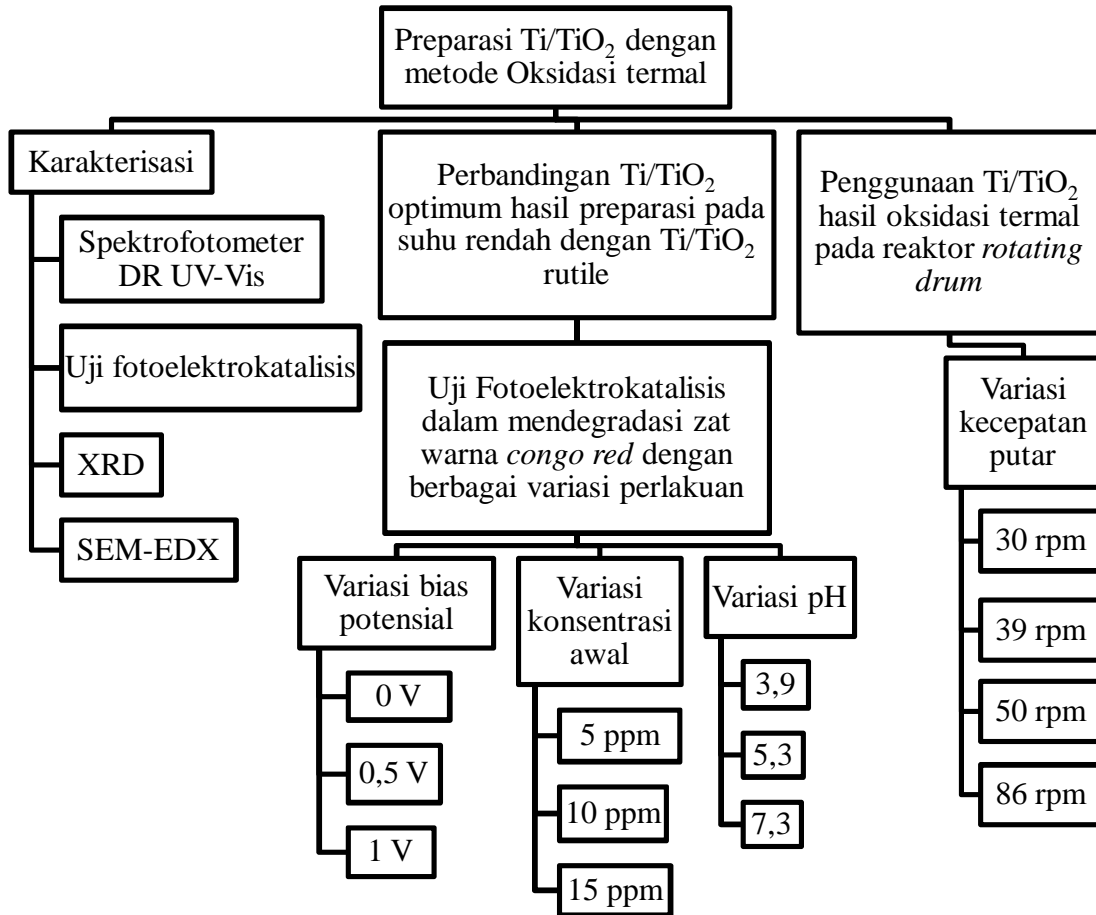 Preparasi Ti/TiO₂ dengan
metode Oksidasi termal
Karakterisasi
Spektrofotometer
DR UV-Vis
Uji fotoelektrokatalisis
XRD
SEM-EDX
Perbandingan Ti/TiO₂
optimum hasil preparasi pada
suhu rendah dengan Ti/TiO₂
rutile
Uji Fotoelektrokatalisis
dalam mendegradasi zat
warna congo red dengan
berbagai variasi perlakuan
Variasi bias
potensial
0 V
0,5 V
1 V
Variasi
konsentrasi
awal
5 ppm
10 ppm
15 ppm
Variasi pH
3,9
5,3
7,3
Penggunaan Ti/TiO₂
hasil oksidasi termal
pada reaktor rotating
drum
Variasi
kecepatan
putar
30 rpm
39 rpm
50 rpm
86 rpm